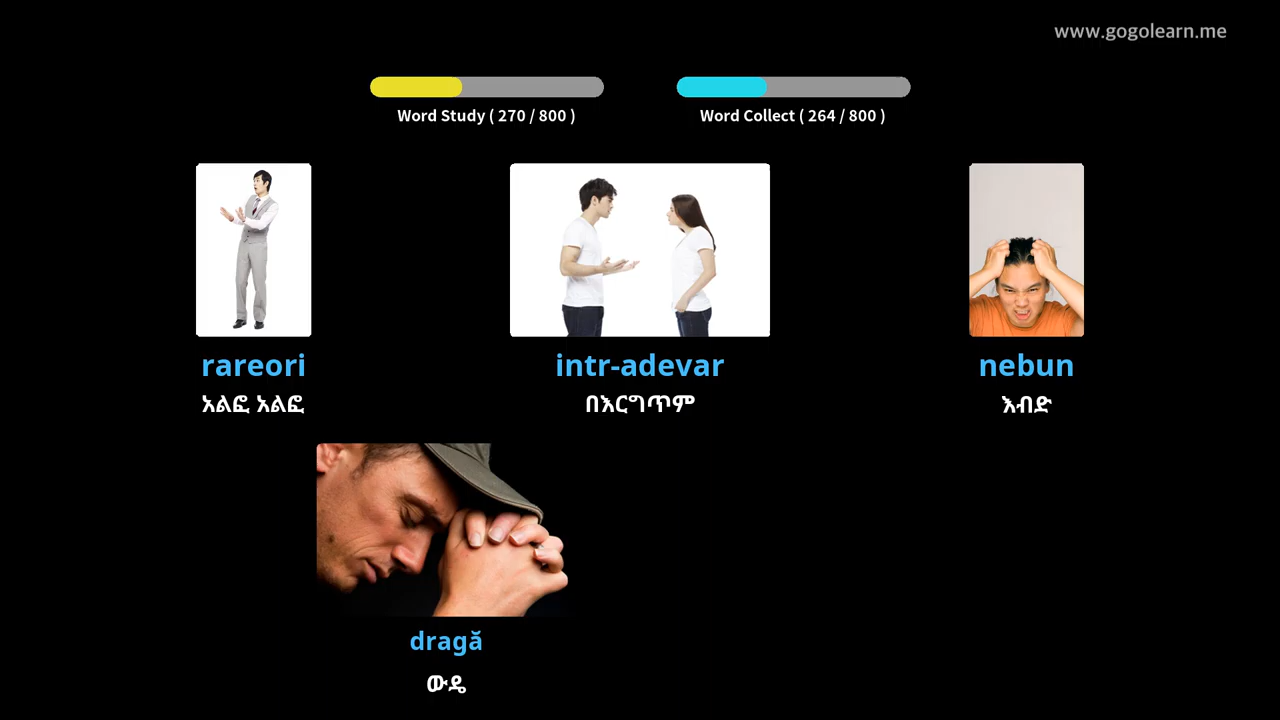 www.gogolearn.me
Word Study ( 270 / 800 )
Word Collect ( 264 / 800 )
rareori
intr-adevar
nebun
አልፎ አልፎ
በእርግጥም
እብድ
dragă
ውዴ